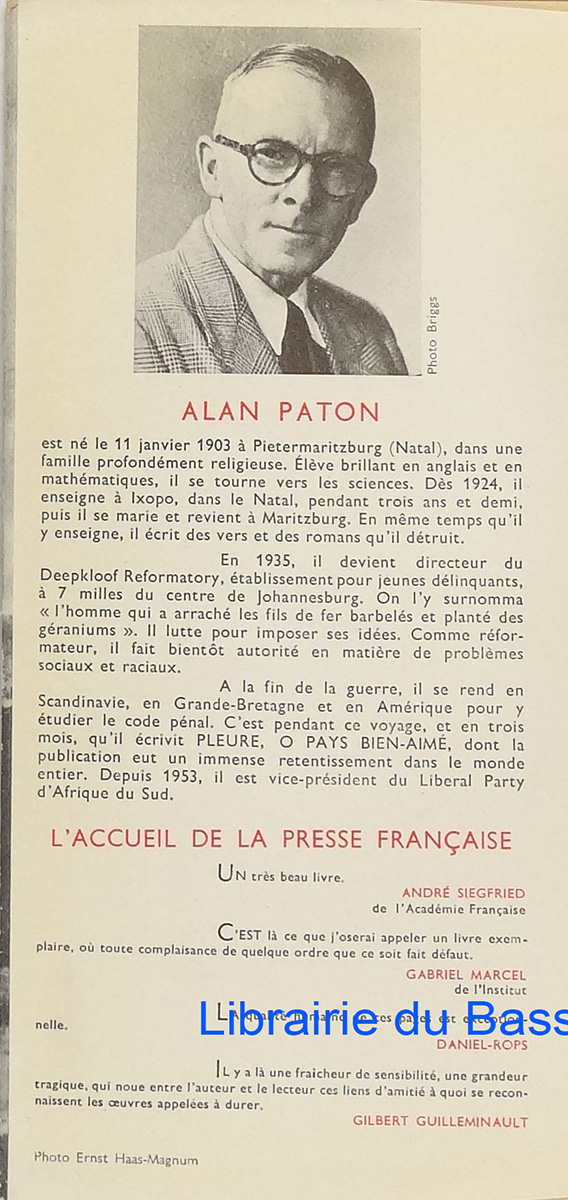 Photo Briggs
ALAN PATON
est né le 11 janvier 1903 à Pietermaritzburg (Natal), dans une
famille profondément religieuse. Élève brillant en anglais et en
mathématiques, il se tourne vers les sciences. Dès 1924, il
enseigne à Ixopo, dans le Natal, pendant trois ans et demi,
puis il se marie et revient à Maritzburg. En même temps qu'il
y enseigne, il écrit des vers et des romans qu'il détruit.
En 1935, il devient directeur du
Deepkloof Reformatory, établissement pour jeunes délinquants,
à 7 milles du centre de Johannesburg. On l'y surnomma
« l'homme qui a arraché les fils de fer barbelés et planté des
géraniums ». Il lutte pour imposer ses idées. Comme réfor-
mateur, il fait bientôt autorité en matière de problèmes
sociaux et raciaux.
A la fin de la guerre, il se rend en
Scandinavie, en Grande-Bretagne et en Amérique pour y
étudier le code pénal. C'est pendant ce voyage, et en trois
mois, qu'il écrivit PLEURE, O PAYS BIEN-AIMÉ, dont la
publication eut un immense retentissement dans le monde
entier. Depuis 1953, il est vice-président du Liberal Party
d'Afrique du Sud.
L'ACCUEIL DE LA PRESSE FRANÇAISE
UN très beau livre.
ANDRÉ SIEGFRIED
de l'Académie Française
C'EST là ce que j'oserai appeler un livre exem-
plaire, où toute complaisance de quelque ordre que ce soit fait défaut.
GABRIEL MARCEL
de l'Institut
LA qualité humaine de ces pages est exception-
nelle.
Librairie du Bass
DANIEL-ROPS
IL y a là une fraicheur de sensibilité, une grandeur
tragique, qui noue entre l'auteur et le lecteur ces liens d'amitié à quoi se recon-
naissent les œuvres appelées à durer.
GILBERT GUILLEMINAULT
Photo Ernst Haas-Magnum